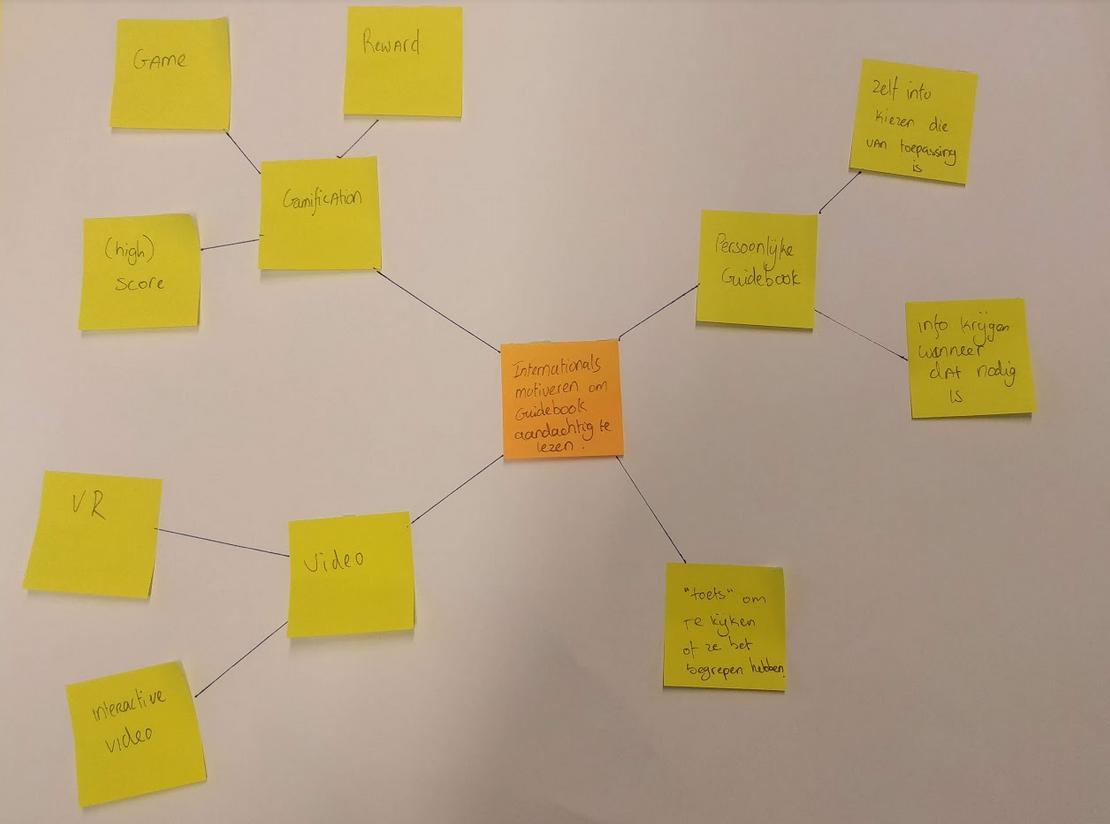 GAME
Reward
Gamification
(high)
score
Internationals
motiveren om
Guidebook
aandachtig te
lezen.
Persoonlijke
Guidebook
zelf info
kiezen die
van toepassing
is
info krijgen
wanneer
dat nodig
is
VR
Video
interactive
video
"toets" om
te kijken
of ze het
begrepen hebben.